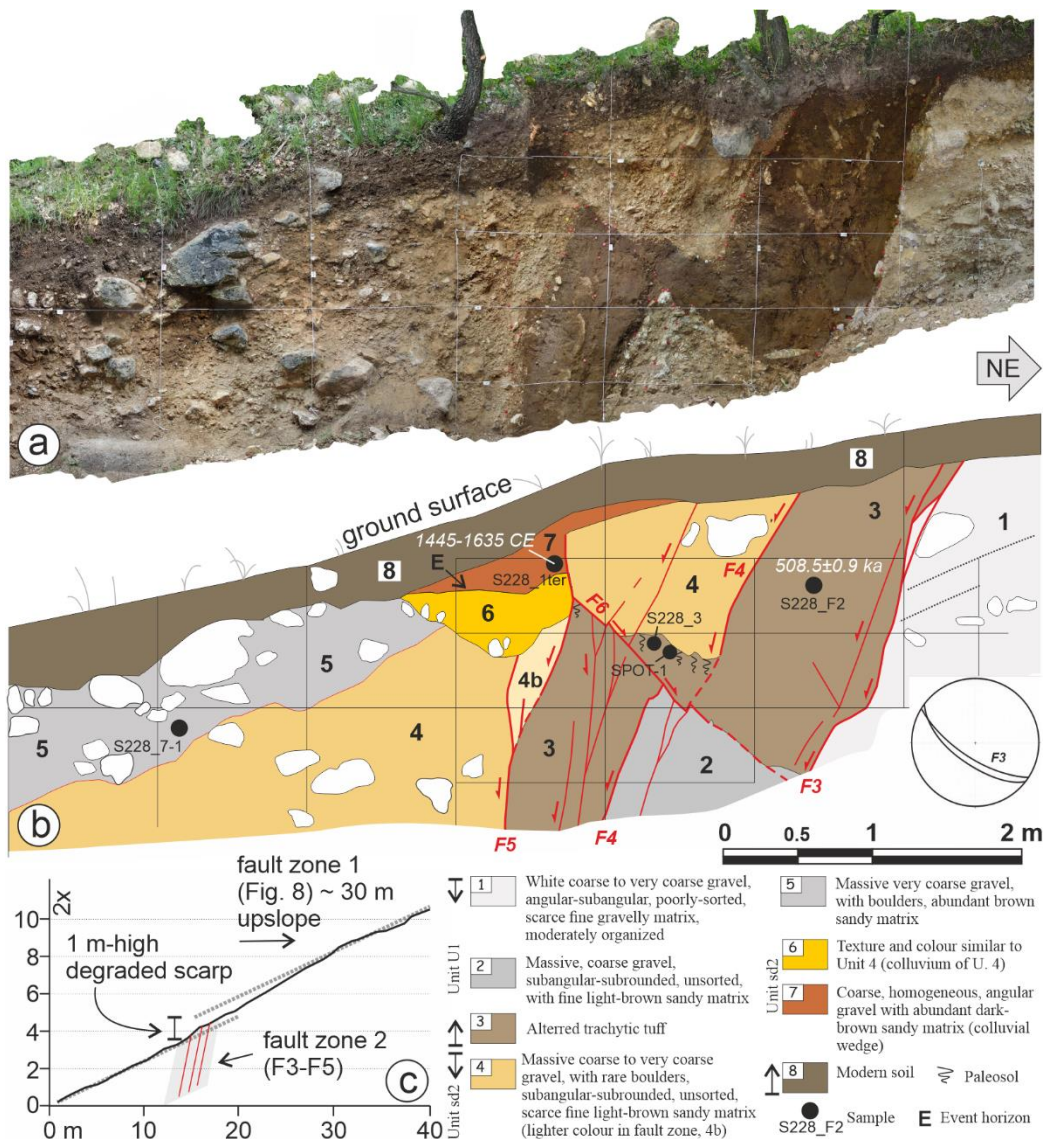 NE
a
ground surface
8
8
7
1445-1635 CE
E
S228_1ter
6
5
5
S228_7-1
4
4b
3
F5
F4
F6
S228_3
SPOT-1
4
F4
2
3
508.5±0.9 ka
S228_F2
F3
1
F3
b
0 0.5 1 2 m
2x
10
8
6
4
2
0
0 m 10 20 30 40
fault zone 1
(Fig. 8) ~ 30 m
upslope
1 m-high
degraded scarp
fault zone 2
(F3-F5)
c
Unit U1
1
White coarse to very coarse gravel,
angular-subangular, poorly-sorted,
scarce fine gravelly matrix,
moderately organized
2
Massive, coarse gravel,
subangular-subrounded, unsorted,
with fine light-brown sandy matrix
3
Alterred trachytic tuff
Unit sd2
4
Massive coarse to very coarse
gravel, with rare boulders,
subangular-subrounded, unsorted,
scarce fine light-brown sandy matrix
(lighter colour in fault zone, 4b)
Unit sd2
5
Massive very coarse gravel,
with boulders, abundant brown
sandy matrix
6
Texture and colour similar to
Unit 4 (colluvium of U. 4)
7
Coarse, homogeneous, angular
gravel with abundant dark-
brown sandy matrix (colluvial
wedge)
8
Modern soil
Paleosol
S228_F2
Sample
E Event horizon